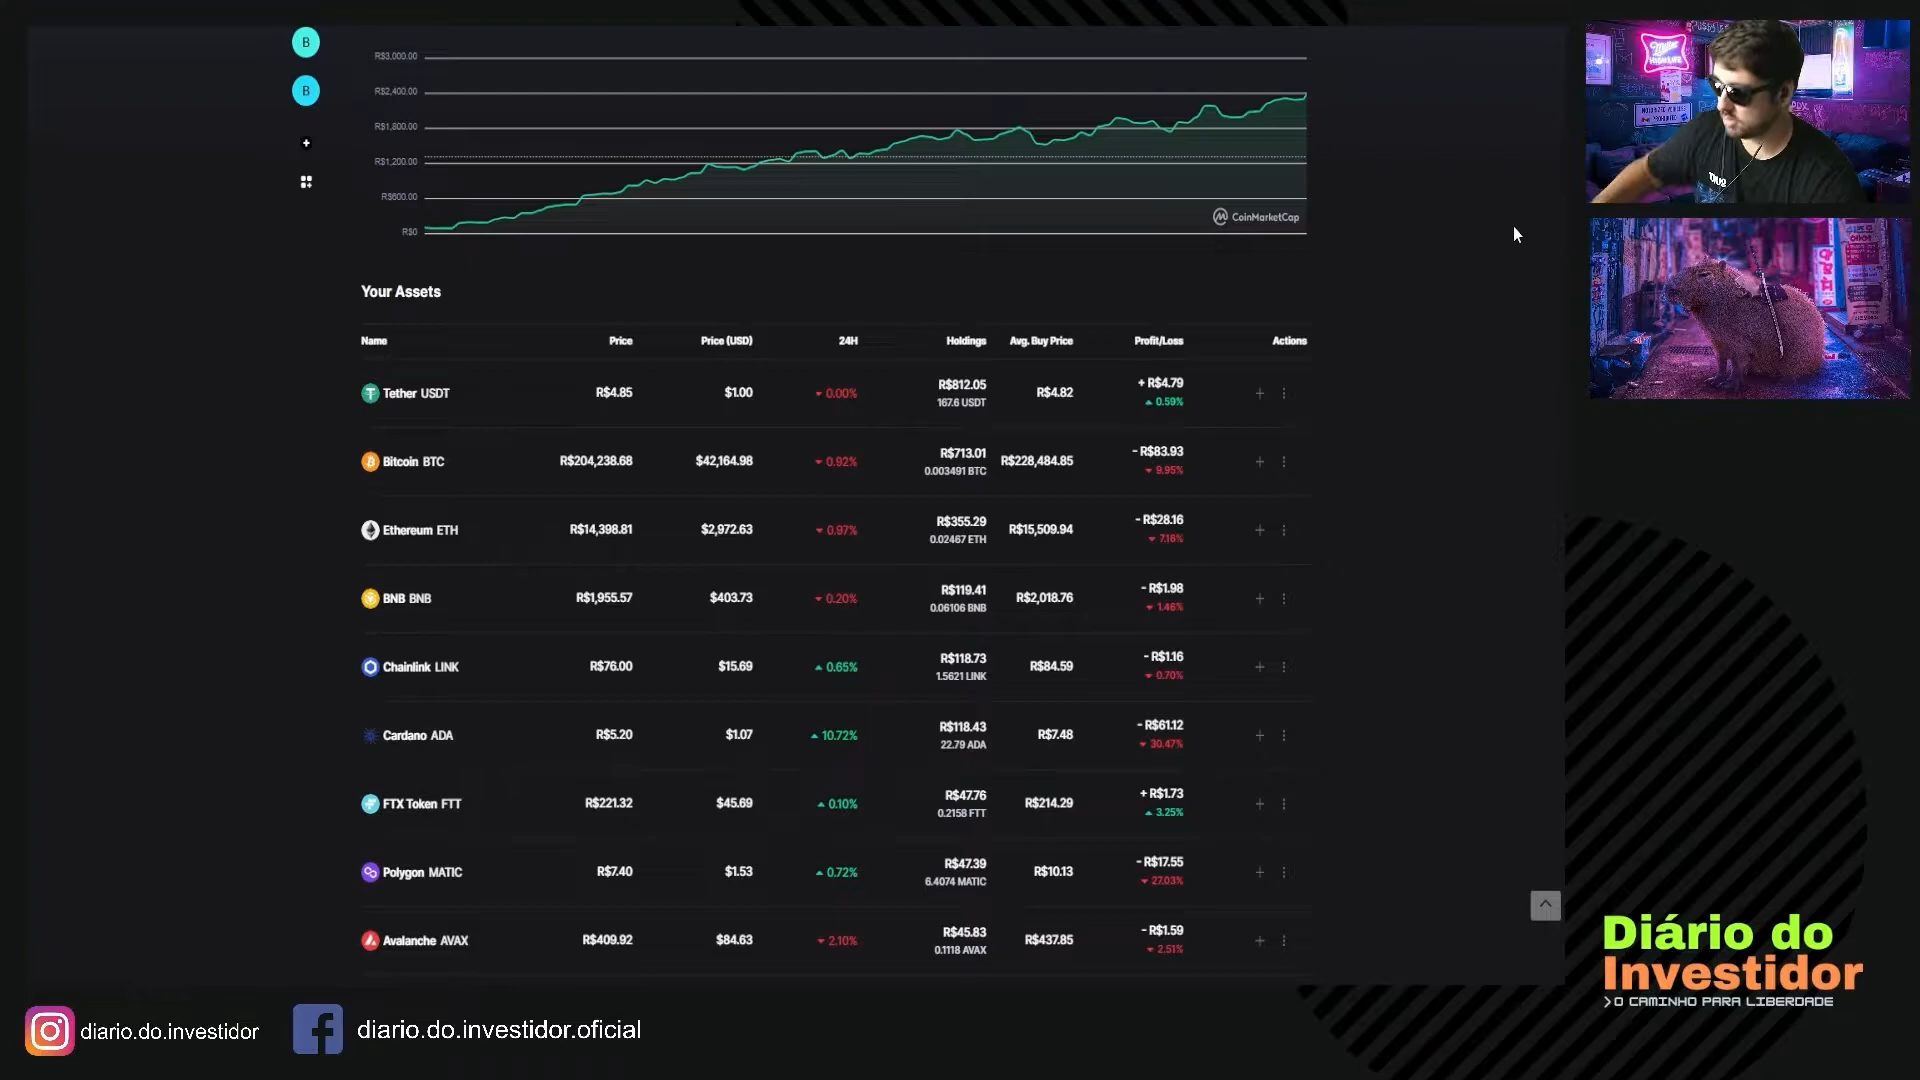 B
B
R$3,000.00
R$2,400.00
R$1,800.00
R$1,200.00
R$600.00
R$0
CoinMarketCap
Your Assets
Name Price Price (USD) 24H Holdings Avg. Buy Price Profit/Loss Actions
Tether USDT R$4.85 $1.00 0.00% R$812.05 R$4.82 + R$4.79
167.6 USDT 0.59%
Bitcoin BTC R$204,238.68 $42,164.98 0.92% R$713.01 R$228,484.85 - R$83.93
0.003491 BTC 9.95%
Ethereum ETH R$14,398.81 $2,972.63 0.97% R$355.29 R$15,509.94 - R$28.16
0.02467 ETH 7.16%
BNB BNB R$1,955.57 $403.73 0.20% R$119.41 R$2,018.76 - R$1.98
0.06106 BNB 1.46%
Chainlink LINK R$76.00 $15.69 0.65% R$118.73 R$84.59 - R$1.16
1.5621 LINK 0.70%
Cardano ADA R$5.20 $1.07 10.72% R$118.43 R$7.48 - R$61.12
22.79 ADA 30.47%
FTX Token FTT R$221.32 $45.69 0.10% R$47.76 R$214.29 + R$1.73
0.2158 FTT 3.25%
Polygon MATIC R$7.40 $1.53 0.72% R$47.39 R$10.13 - R$17.55
6.4074 MATIC 27.03%
Avalanche AVAX R$409.92 $84.63 2.10% R$45.83 R$437.85 - R$1.59
0.1118 AVAX 2.51%
Miller
HIGH LIFE
Diário do
Investidor
>O CAMINHO PARA LIBERDADE
diario.do.investidor
diario.do.investidor.oficial